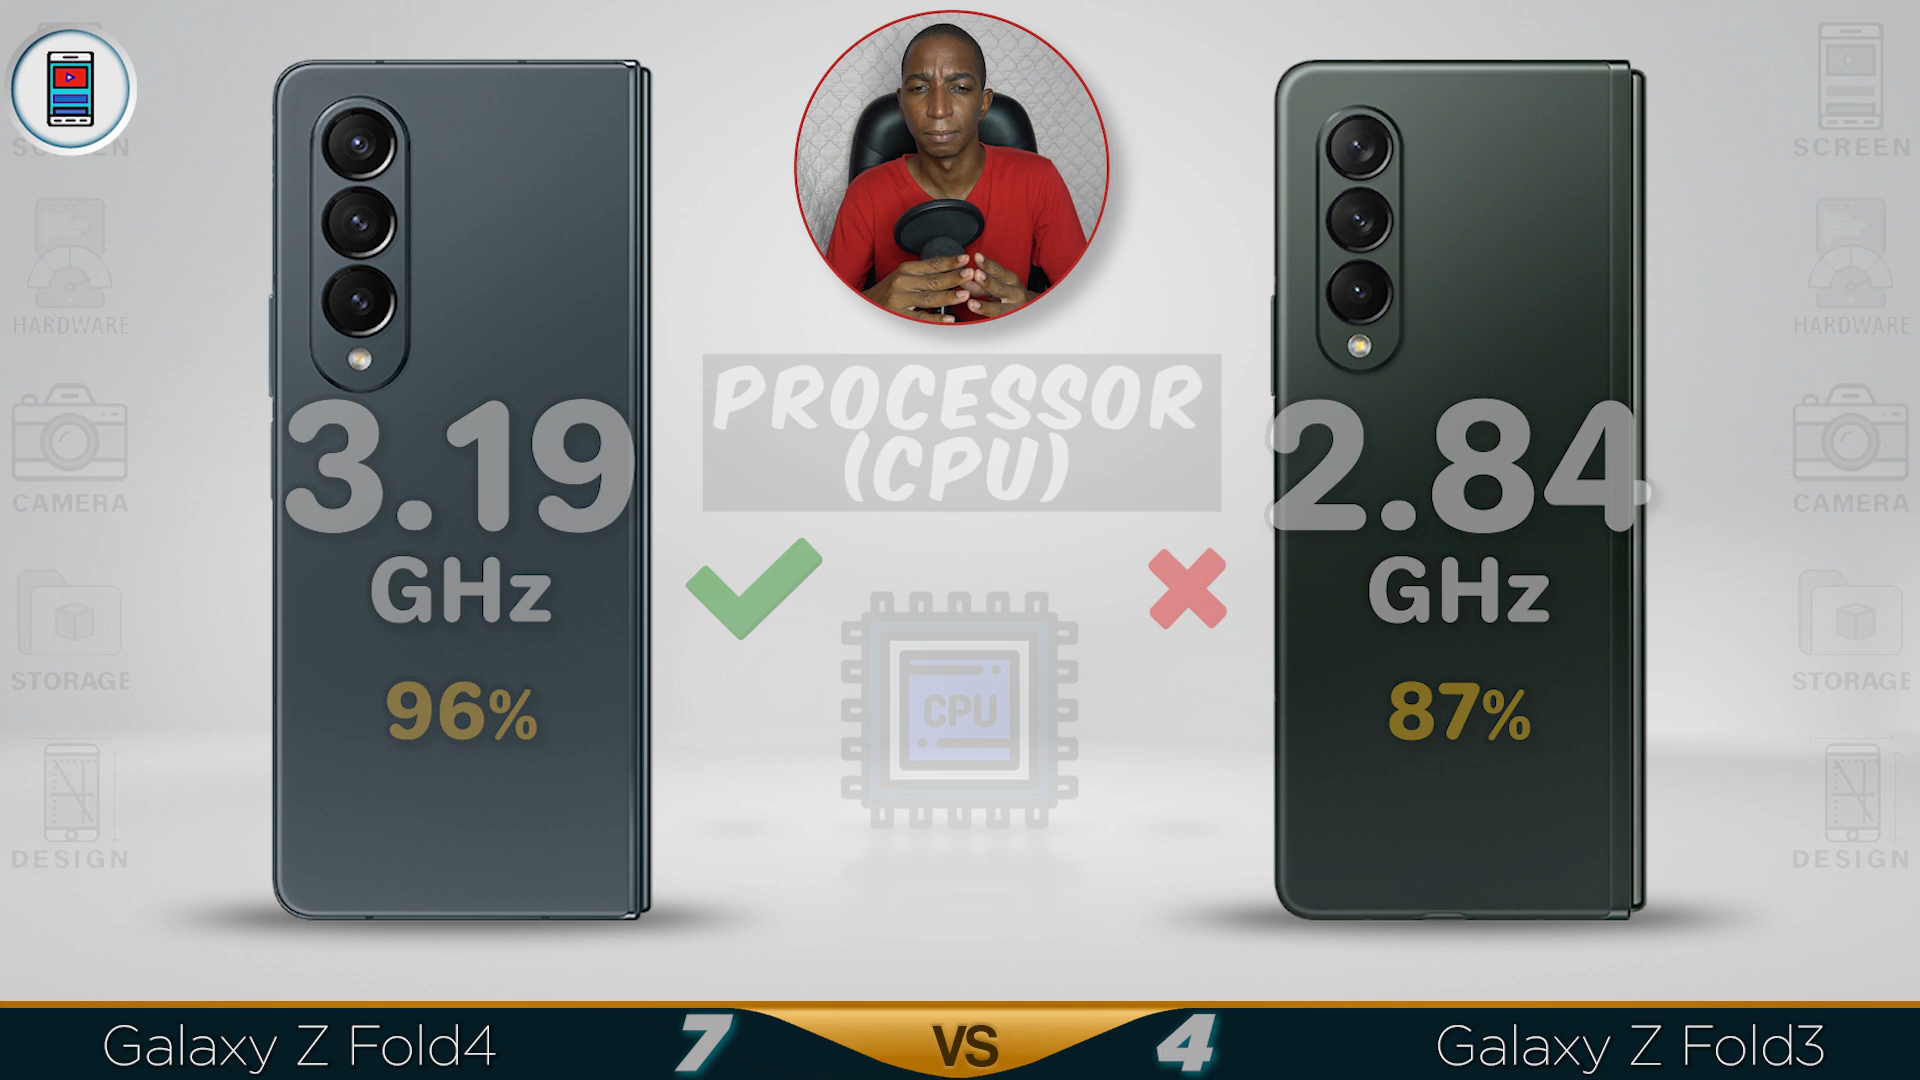 SCREEN
HARDWARE
CAMERA
STORAGE
DESIGN
3.19
GHz
96%
PROCESSOR
(CPU)
CPU
2.84
GHz
87%
SCREEN
HARDWARE
CAMERA
STORAGE
DESIGN
Galaxy Z Fold4 7 VS 4 Galaxy Z Fold3